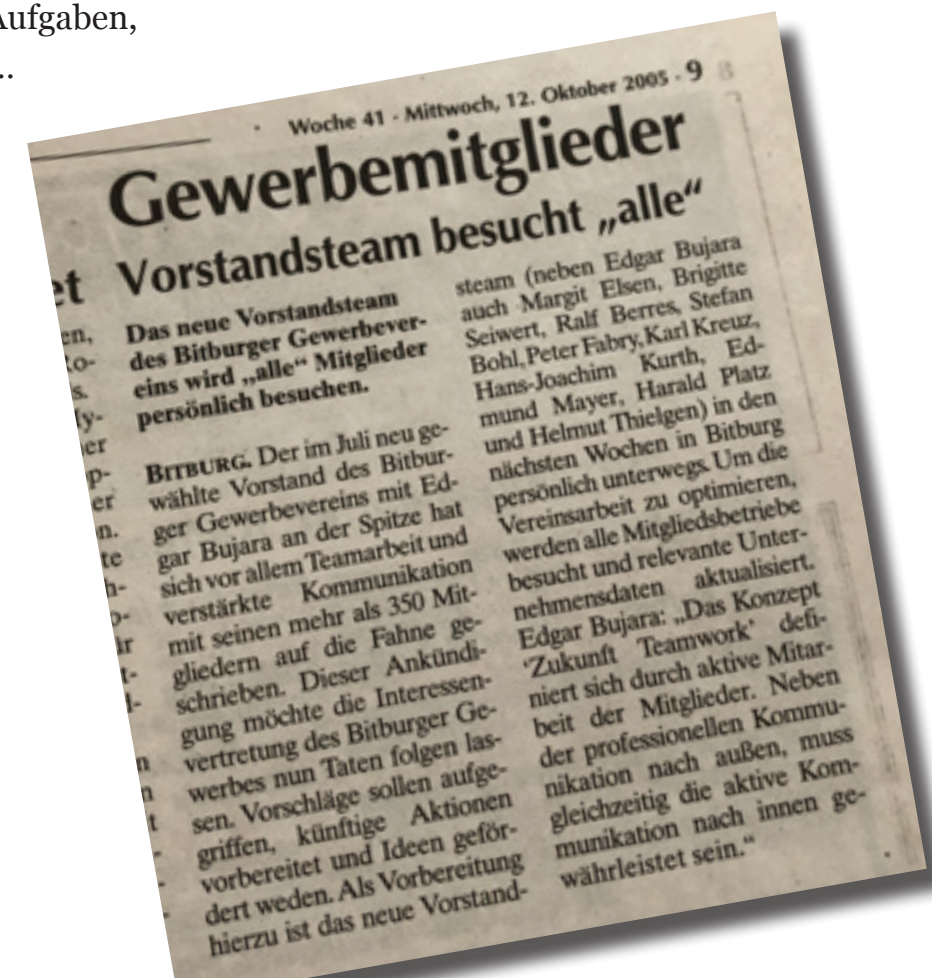 Aufgaben,
..
Woche 41 - Mittwoch, 12. Oktober 2005 - 9
Gewerbemitglieder
Vorstandsteam besucht „alle“
Das neue Vorstandsteam
des Bitburger Gewerbever-
eins wird „alle“ Mitglieder
persönlich besuchen.
BITBURG. Der im Juli neu ge-
wählte Vorstand des Bitbur-
ger Gewerbevereins mit Ed-
gar Bujara an der Spitze hat
sich vor allem Teamarbeit und
verstärkte Kommunikation
mit seinen mehr als 350 Mit-
gliedern auf die Fahne ge-
schrieben. Dieser Ankündi-
gung möchte die Interessen-
vertretung des Bitburger Ge-
werbes nun Taten folgen las-
sen. Vorschläge sollen aufge-
griffen, künftige Aktionen
vorbereitet und Ideen geför-
dert weden. Als Vorbereitung
hierzu ist das neue Vorstand-
steam (neben Edgar Bujara
auch Margit Elsen, Brigitte
Seiwert, Ralf Berres, Stefan
Bohl, Peter Fabry, Karl Kreuz,
Hans-Joachim Kurth, Ed-
mund Mayer, Harald Platz
und Helmut Thielgen) in den
nächsten Wochen in Bitburg
persönlich unterwegs. Um die
Vereinsarbeit zu optimieren,
werden alle Mitgliedsbetriebe
besucht und relevante Unter-
nehmensdaten aktualisiert.
Edgar Bujara: „Das Konzept
'Zukunft Teamwork' defi-
niert sich durch aktive Mitar-
beit der Mitglieder. Neben
der professionellen Kommu-
nikation nach außen, muss
gleichzeitig die aktive Kom-
munikation nach innen ge-
währleistet sein.“